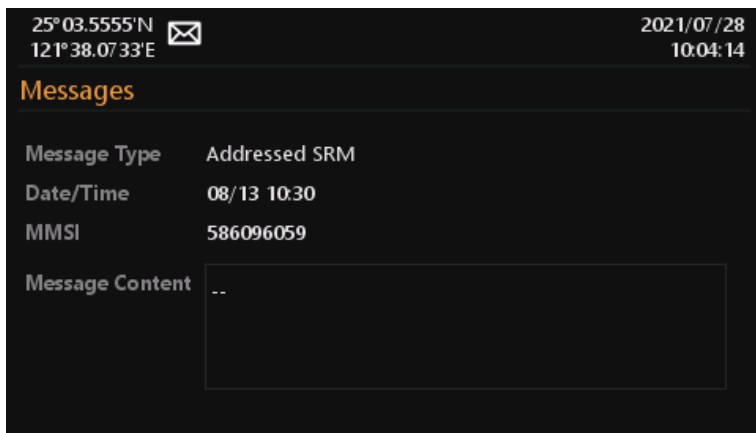 25° 03.5555'N
121° 38.0733'E
2021/07/28
10:04:14
Messages
Message Type Addressed SRM
Date/Time 08/13 10:30
MMSI 586096059
Message Content --